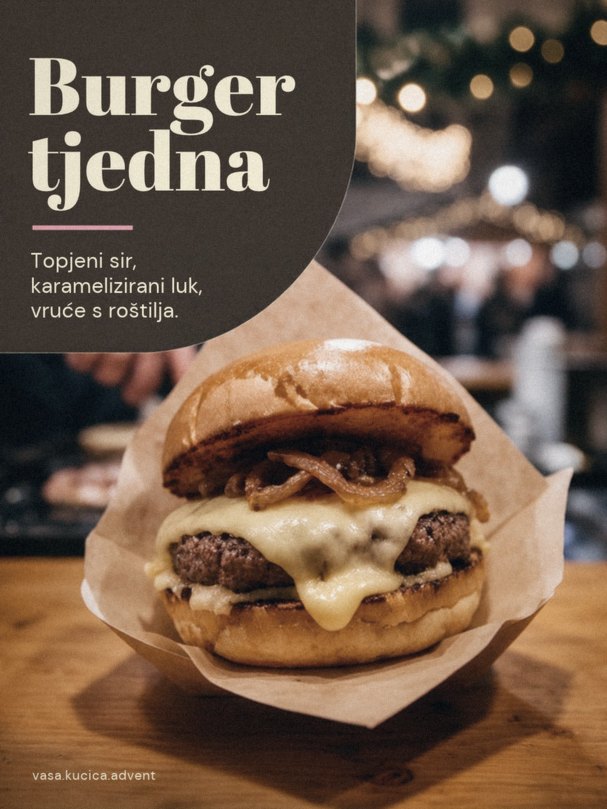 Burger
tjedna
Topjeni sir,
karamelizirani luk,
vruće s roštilja.
vasa.kucica.advent